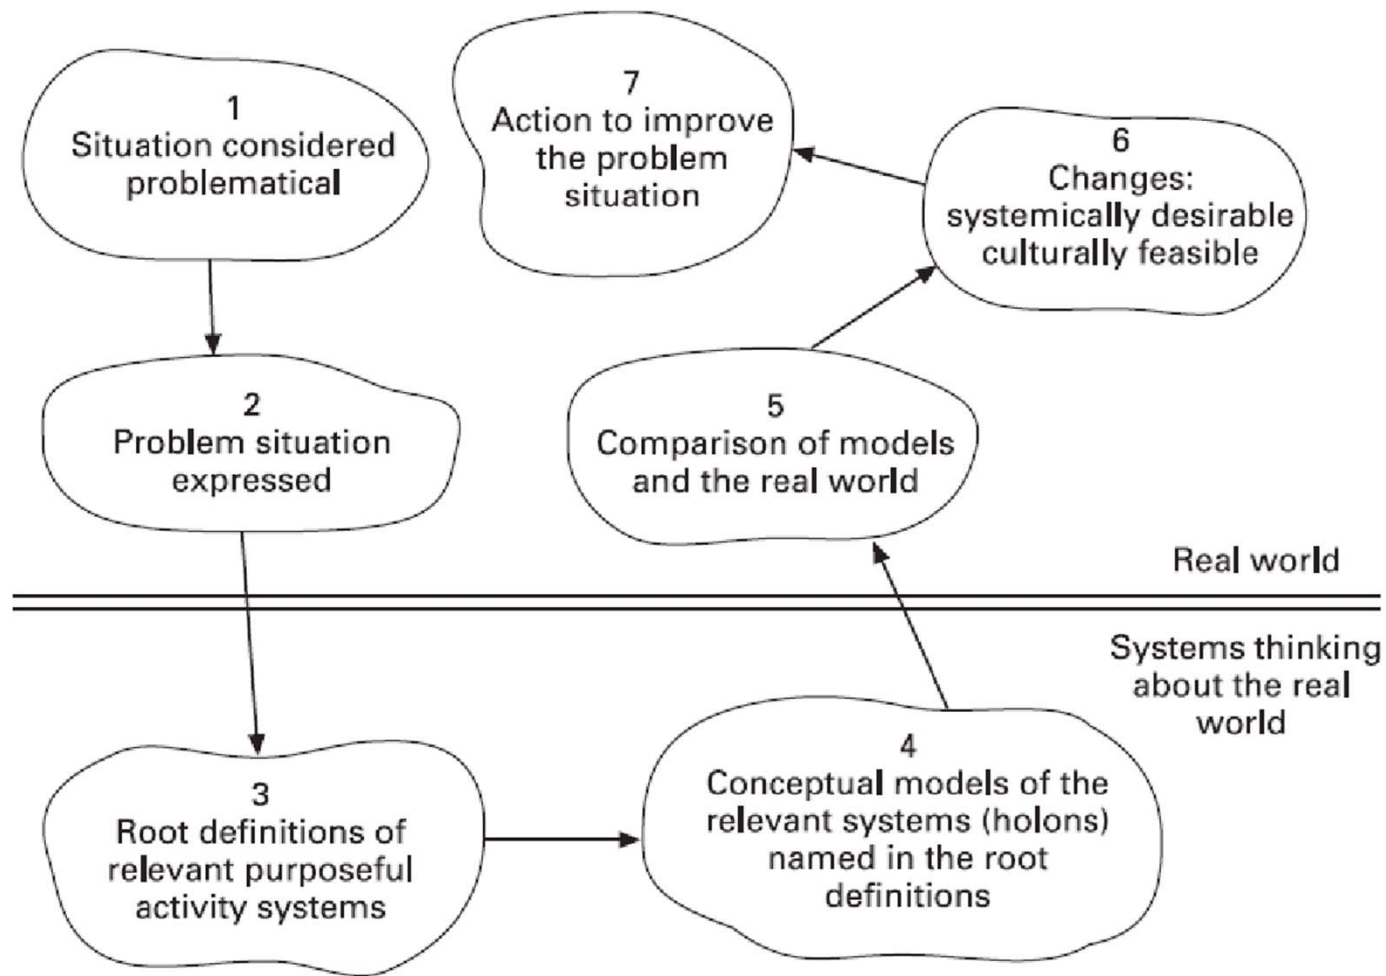 1
Situation considered
problematical
2
Problem situation
expressed
3
Root definitions of
relevant purposeful
activity systems
4
Conceptual models of the
relevant systems (holons)
named in the root
definitions
5
Comparison of models
and the real world
6
Changes:
systemically desirable
culturally feasible
7
Action to improve
the problem
situation
Real world
Systems thinking
about the real
world